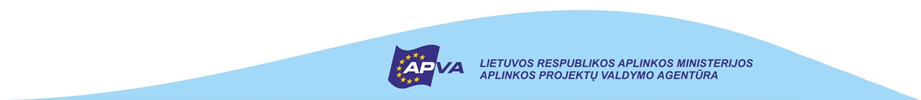 APVA
LIETUVOS RESPUBLIKOS APLINKOS MINISTERIJOS
APLINKOS PROJEKTŲ VALDYMO AGENTŪRA